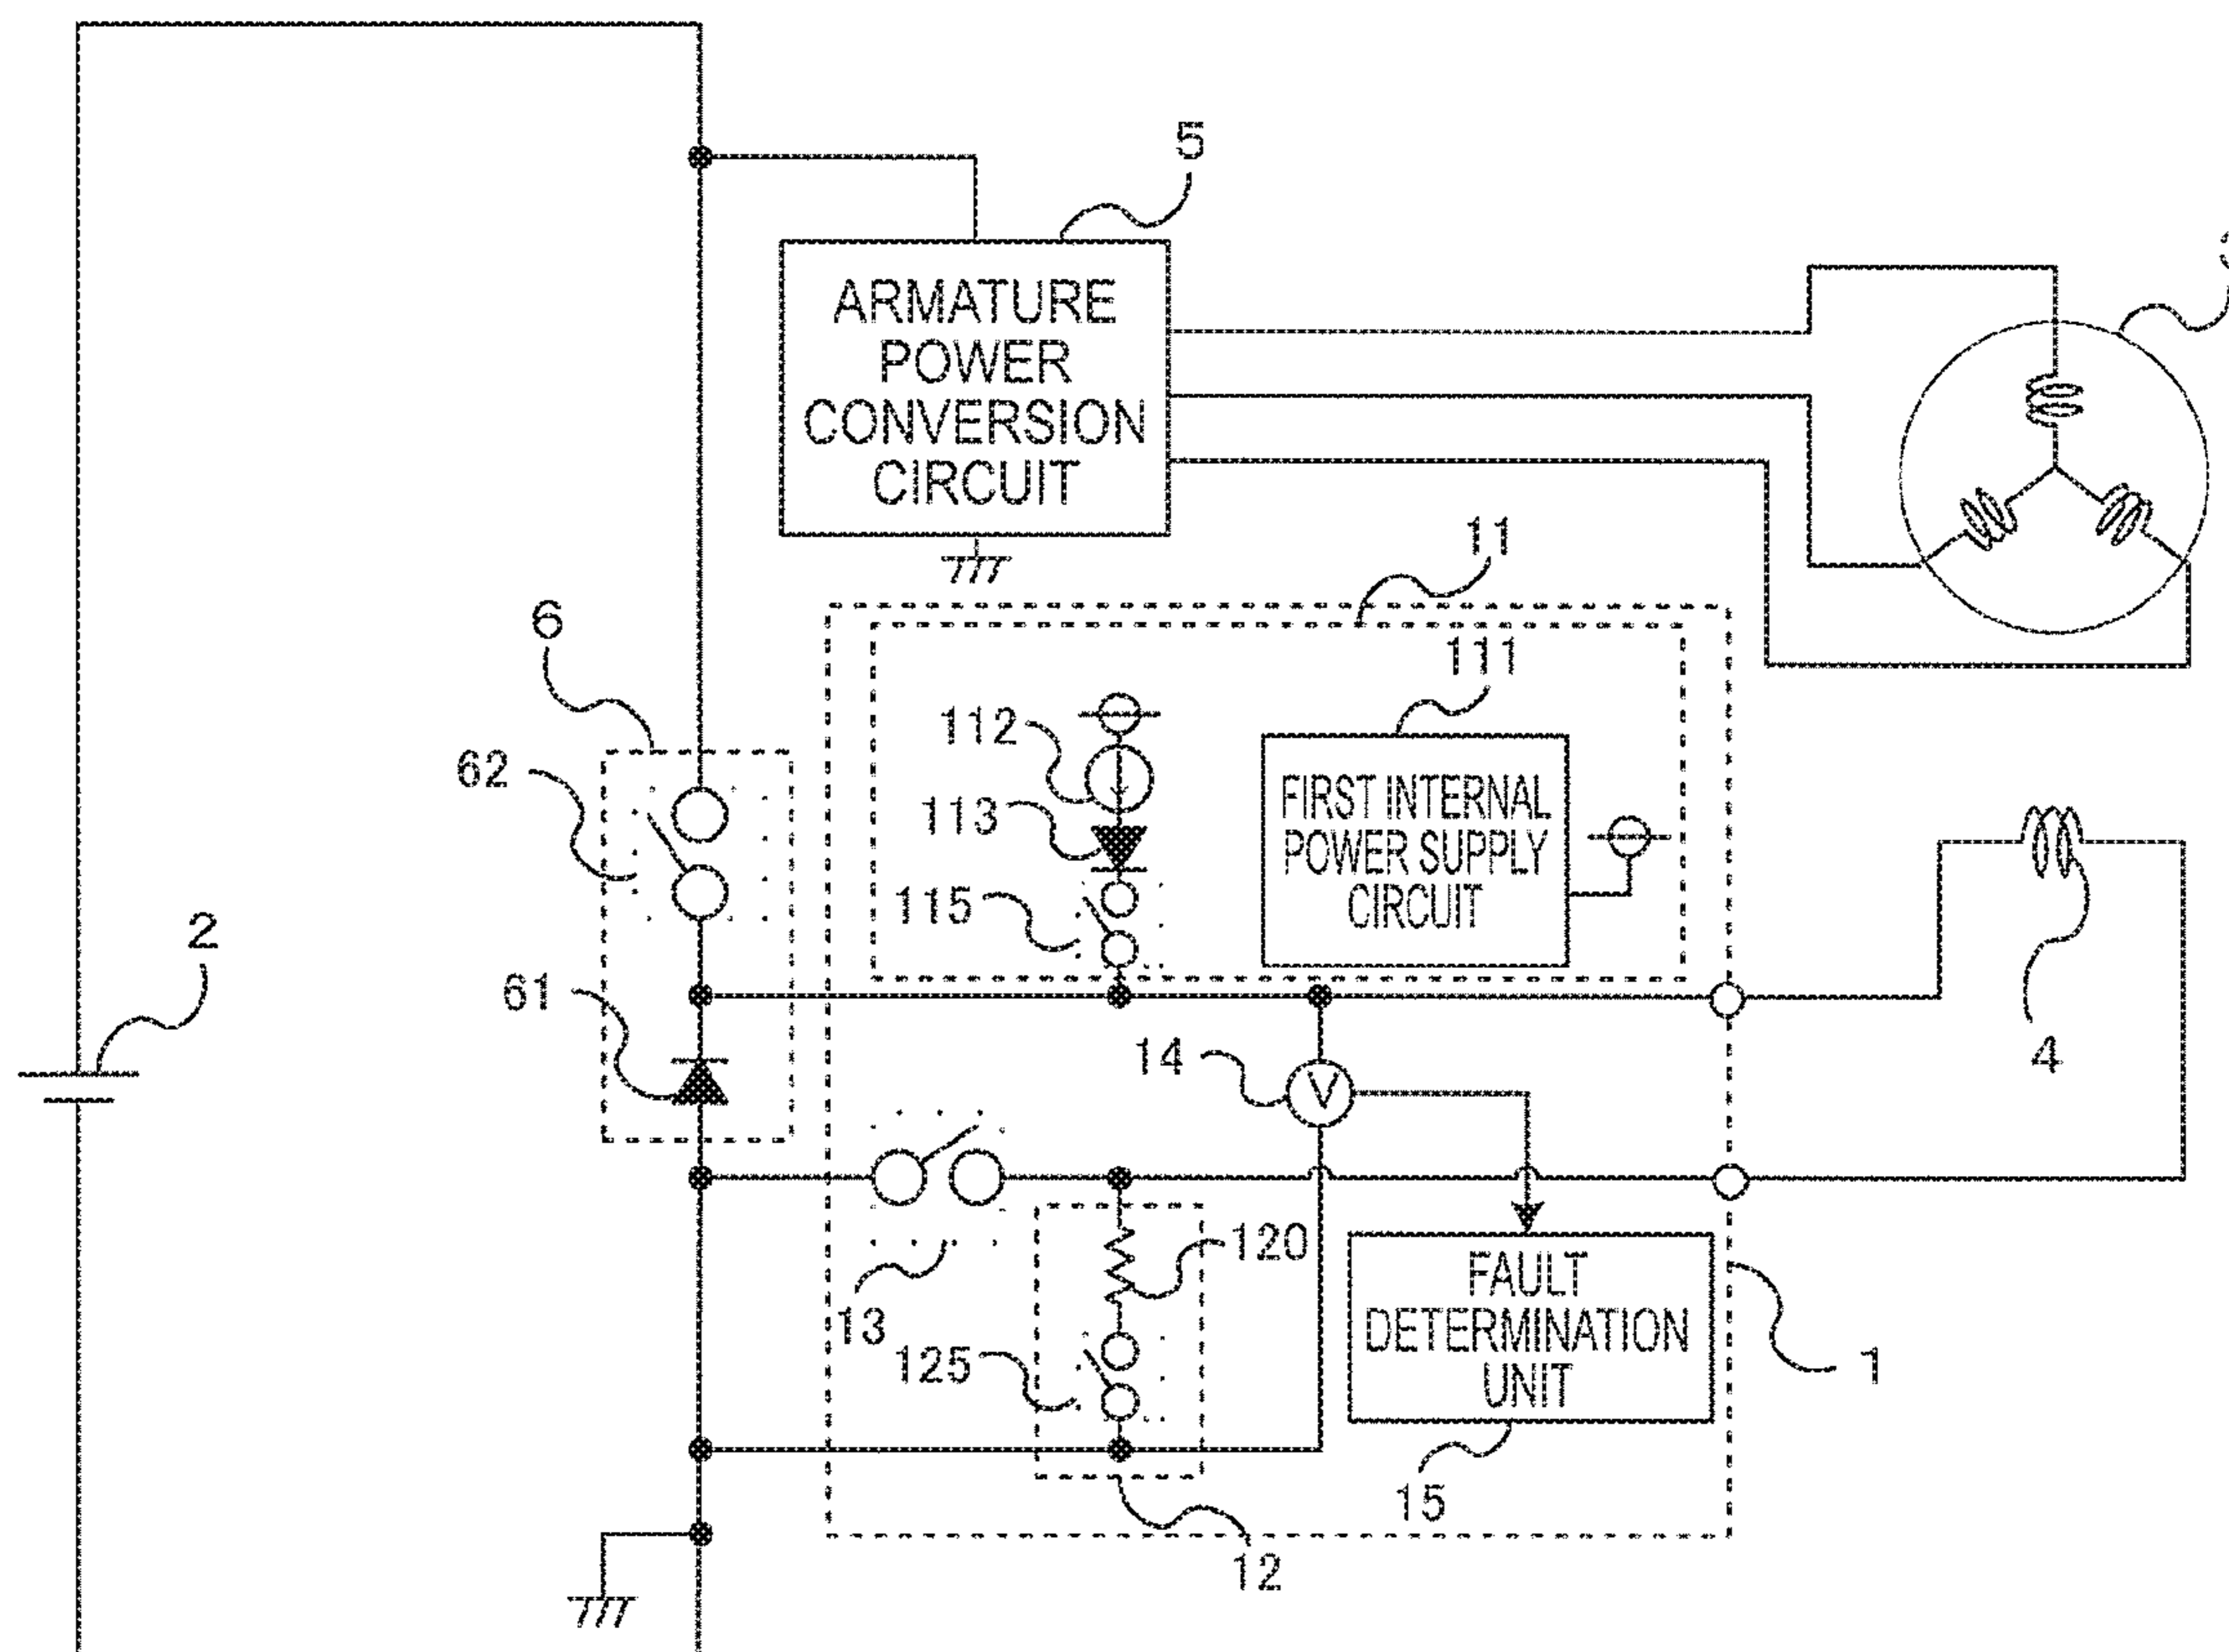 5
ARMATURE
POWER
CONVERSION
CIRCUIT
11
6
111
112
62
FIRST INTERNAL
POWER SUPPLY
CIRCUIT
113
115
2
61
14
4
V
120
FAULT
DETERMINATION
UNIT
13
125
1
15
12